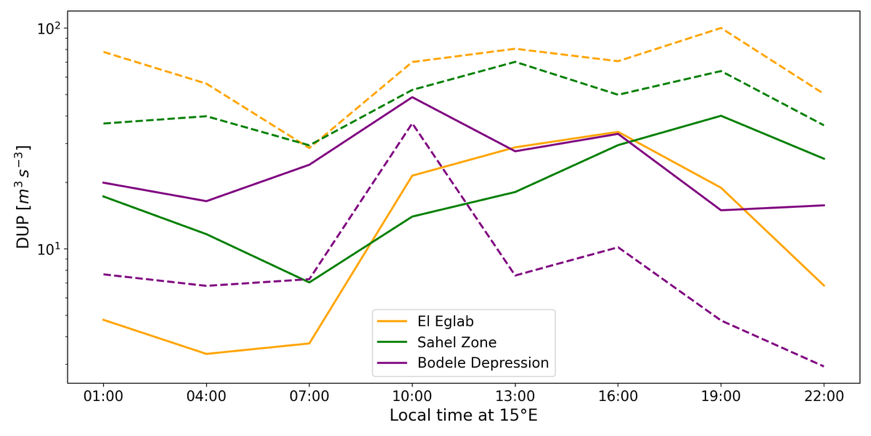 10²
10¹
DUP [m³ s⁻³]
El Eglab
Sahel Zone
Bodele Depression
01:00 04:00 07:00 10:00 13:00 16:00 19:00 22:00
Local time at 15°E